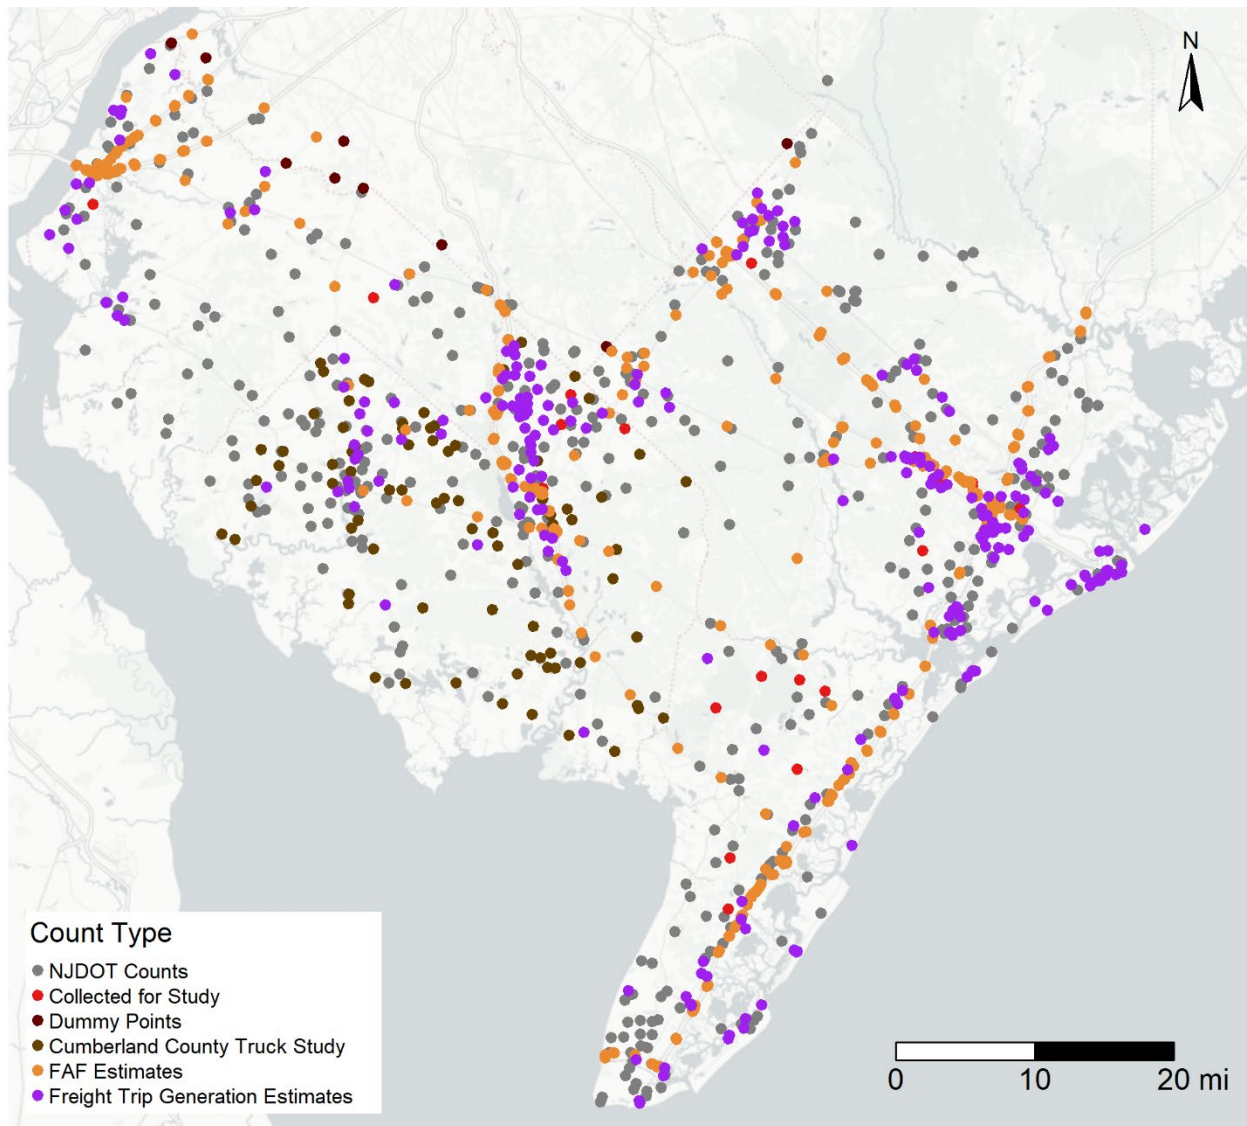 N
Count Type
NJDOT Counts
Collected for Study
Dummy Points
Cumberland County Truck Study
FAF Estimates
Freight Trip Generation Estimates
0 10 20 mi